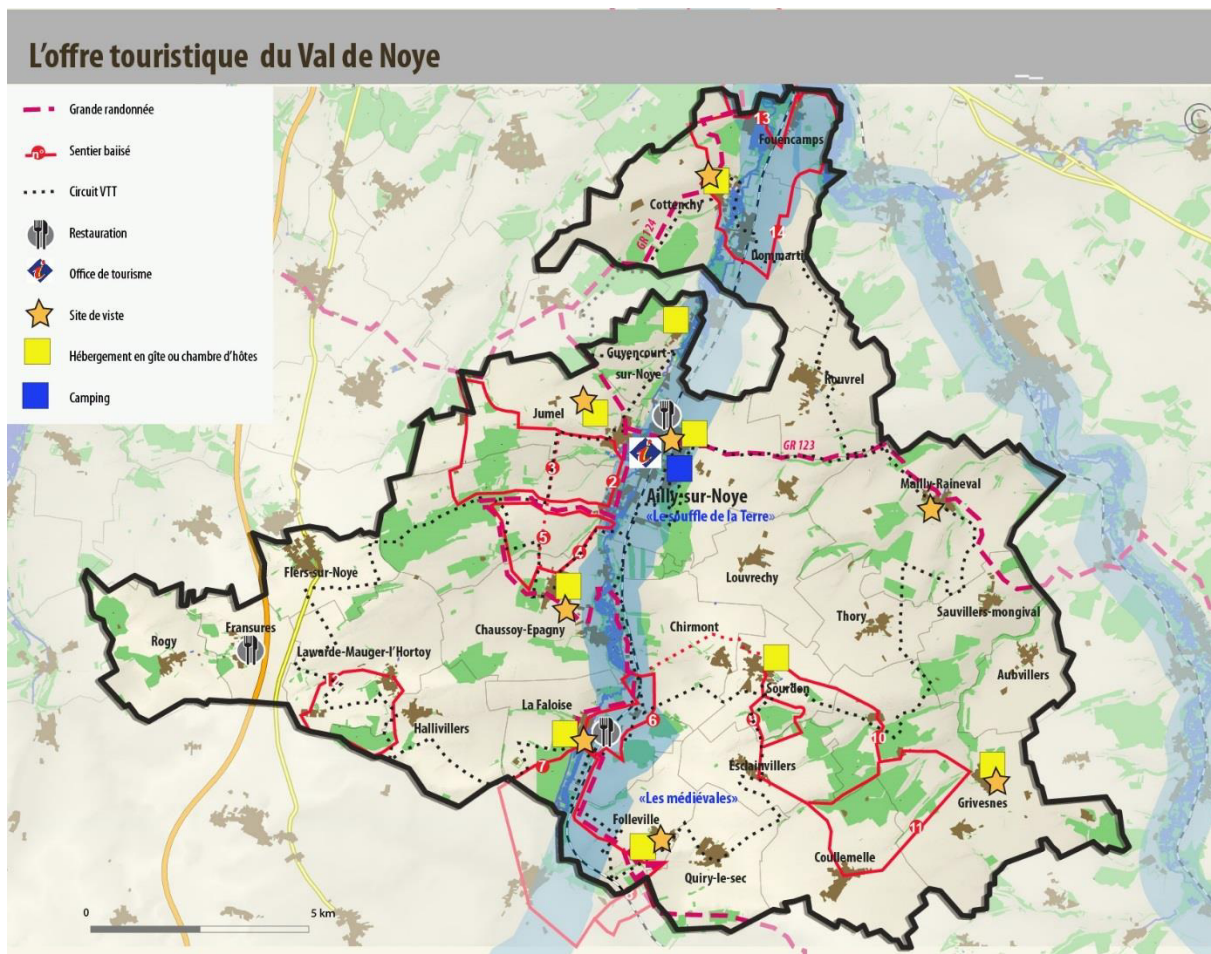 L'offre touristique du Val de Noye
Grande randonnée
n°
Sentier balisé
Circuit VTT
Restauration
i
Office de tourisme
Site de viste
Hébergement en gîte ou chambre d'hôtes
Camping
©
13
Fouencamps
Cottenchy
GR 124
14
Dommartin
Guyencourt-
sur-Noye
Rouvrel
Jumel
i
GR 123
3
2
Mailly-Raineval
Ailly-sur-Noye
«Le souffle de la Terre»
5
4
Flers-sur-Noye
Louvrechy
Sauvillers-mongival
Chaussoy-Epagny
Chirmont
Thory
Fransures
Rogy
Lawarde-Mauger-l'Hortoy
Aubvillers
12
Sourdon
La Faloise
Hallivillers
6
9
10
7
Esclainvillers
«Les médiévales»
Grivesnes
Folleville
11
Coullemelle
Quiry-le-sec
0
5 km